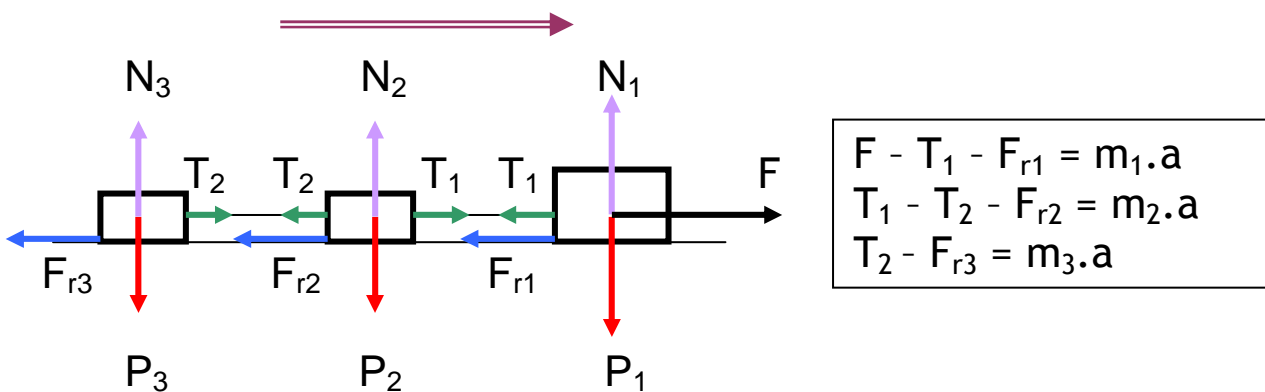 N₃ N₂ N₁
T₂ T₂ T₁ T₁ F
Fᵣ₃ Fᵣ₂ Fᵣ₁
P₃ P₂ P₁
F - T₁ - Fᵣ₁ = m₁.a
T₁ - T₂ - Fᵣ₂ = m₂.a
T₂ - Fᵣ₃ = m₃.a